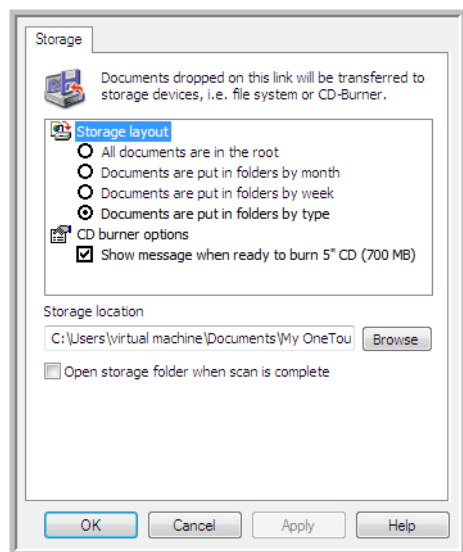 Storage
Documents dropped on this link will be transferred to
storage devices, i.e. file system or CD-Burner.
Storage layout
All documents are in the root
Documents are put in folders by month
Documents are put in folders by week
Documents are put in folders by type
CD burner options
Show message when ready to burn 5" CD (700 MB)
Storage location
C:\Users\virtual machine\Documents\My OneTou
Browse
Open storage folder when scan is complete
OK Cancel Apply Help